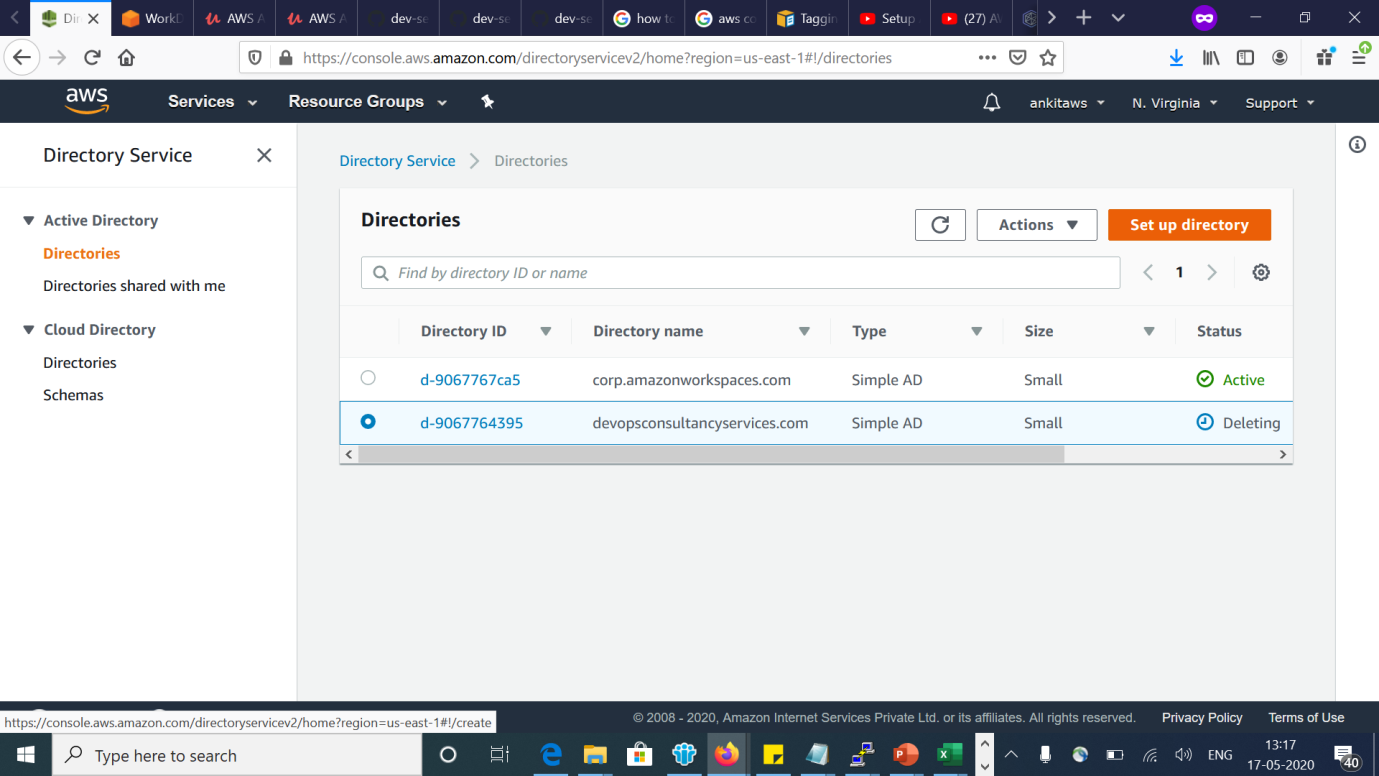 Di
WorkD
AWS A
AWS A
dev-se
dev-se
dev-se
how to
aws co
Taggin
Setup
(27) AW
https://console.aws.amazon.com/directoryservicev2/home?region=us-east-1#!/directories
aws
Services
Resource Groups
ankitaws
N. Virginia
Support
Directory Service
Active Directory
Directories
Directories shared with me
Cloud Directory
Directories
Schemas
Directory Service
Directories
Directories
Actions
Set up directory
Find by directory ID or name
1
Directory ID
Directory name
Type
Size
Status
d-9067767ca5
corp.amazonworkspaces.com
Simple AD
Small
Active
d-9067764395
devopsconsultancyservices.com
Simple AD
Small
Deleting
https://console.aws.amazon.com/directoryservicev2/home?region=us-east-1#!/create
© 2008 - 2020, Amazon Internet Services Private Ltd. or its affiliates. All rights reserved.
Privacy Policy
Terms of Use
Type here to search
ENG
13:17
17-05-2020
40